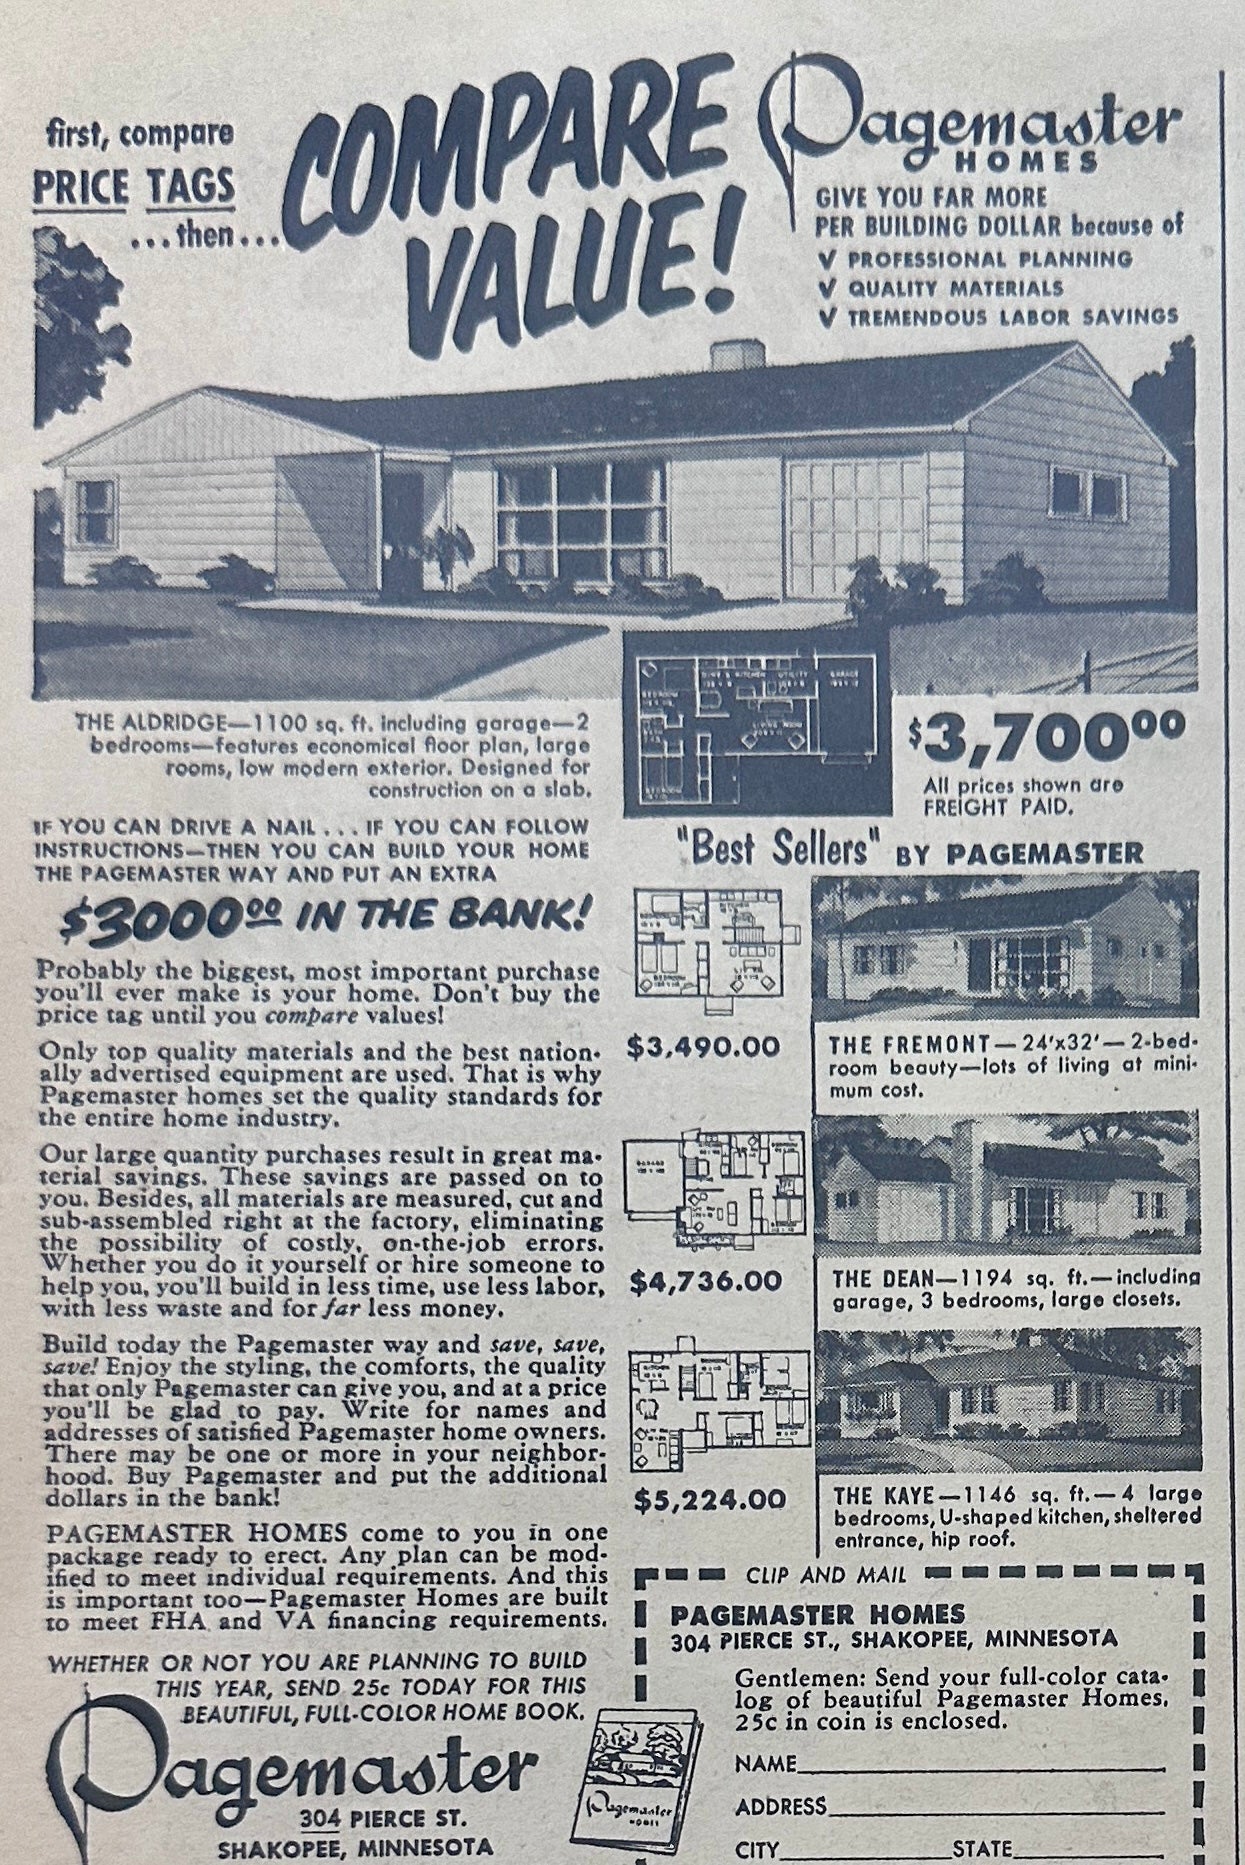 first, compare
PRICE TAGS
...then...
COMPARE
VALUE!
Pagemaster
HOMES
GIVE YOU FAR MORE
PER BUILDING DOLLAR because of
√ PROFESSIONAL PLANNING
√ QUALITY MATERIALS
√ TREMENDOUS LABOR SAVINGS
THE ALDRIDGE—1100 sq. ft. including garage—2
bedrooms—features economical floor plan, large
rooms, low modern exterior. Designed for
construction on a slab.
UTILITY
GARAGE
BEDROOM
LIVING ROOM
BEDROOM
$3,700⁰⁰
All prices shown are
FREIGHT PAID.
IF YOU CAN DRIVE A NAIL . . . IF YOU CAN FOLLOW
INSTRUCTIONS—THEN YOU CAN BUILD YOUR HOME
THE PAGEMASTER WAY AND PUT AN EXTRA
$3000⁰⁰ IN THE BANK!
Probably the biggest, most important purchase
you'll ever make is your home. Don't buy the
price tag until you compare values!
Only top quality materials and the best nation-
ally advertised equipment are used. That is why
Pagemaster homes set the quality standards for
the entire home industry.
Our large quantity purchases result in great ma-
terial savings. These savings are passed on to
you. Besides, all materials are measured, cut and
sub-assembled right at the factory, eliminating
the possibility of costly, on-the-job errors.
Whether you do it yourself or hire someone to
help you, you'll build in less time, use less labor,
with less waste and for far less money.
Build today the Pagemaster way and save, save,
save! Enjoy the styling, the comforts, the quality
that only Pagemaster can give you, and at a price
you'll be glad to pay. Write for names and
addresses of satisfied Pagemaster home owners.
There may be one or more in your neighbor-
hood. Buy Pagemaster and put the additional
dollars in the bank!
PAGEMASTER HOMES come to you in one
package ready to erect. Any plan can be mod-
ified to meet individual requirements. And this
is important too—Pagemaster Homes are built
to meet FHA and VA financing requirements.
WHETHER OR NOT YOU ARE PLANNING TO BUILD
THIS YEAR, SEND 25c TODAY FOR THIS
BEAUTIFUL, FULL-COLOR HOME BOOK.
Pagemaster
304 PIERCE ST.
SHAKOPEE, MINNESOTA
Pagemaster
HOMES
"Best Sellers" BY PAGEMASTER
$3,490.00
THE FREMONT—24'x32'—2-bed-
room beauty—lots of living at mini-
mum cost.
$4,736.00
THE DEAN—1194 sq. ft.—including
garage, 3 bedrooms, large closets.
$5,224.00
THE KAYE—1146 sq. ft.—4 large
bedrooms, U-shaped kitchen, sheltered
entrance, hip roof.
CLIP AND MAIL
PAGEMASTER HOMES
304 PIERCE ST., SHAKOPEE, MINNESOTA
Gentlemen: Send your full-color cata-
log of beautiful Pagemaster Homes.
25c in coin is enclosed.
NAME
ADDRESS
CITY STATE